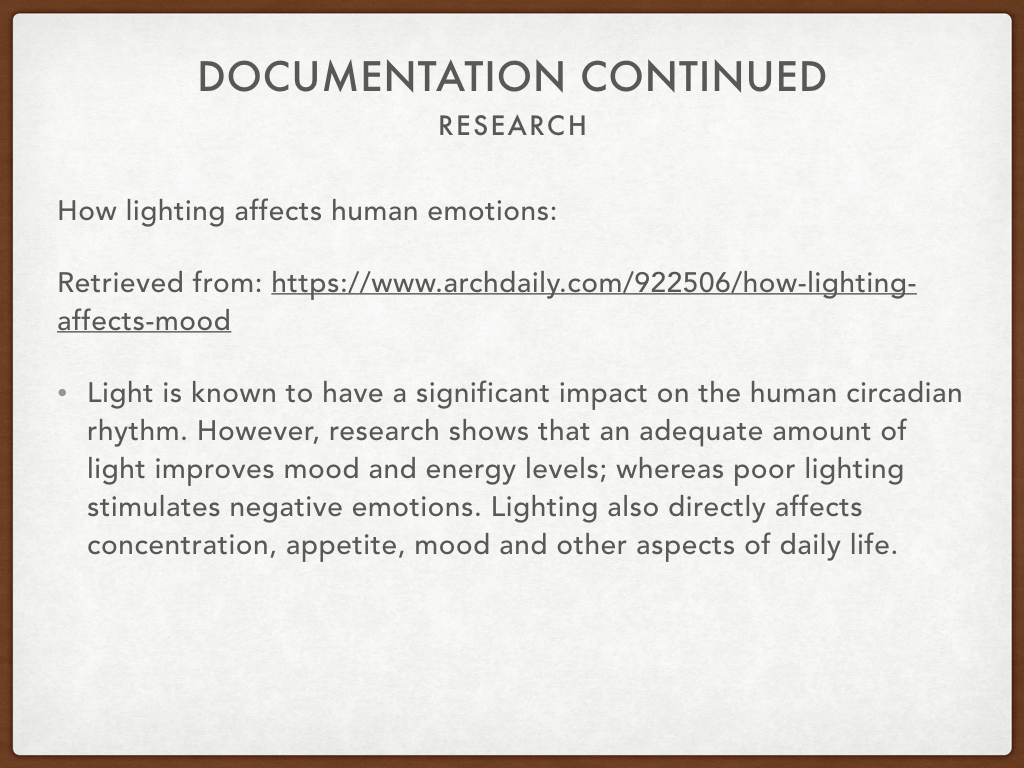 DOCUMENTATION CONTINUED
RESEARCH
How lighting affects human emotions:
Retrieved from: https://www.archdaily.com/922506/how-lighting-
affects-mood
• Light is known to have a significant impact on the human circadian
rhythm. However, research shows that an adequate amount of
light improves mood and energy levels; whereas poor lighting
stimulates negative emotions. Lighting also directly affects
concentration, appetite, mood and other aspects of daily life.